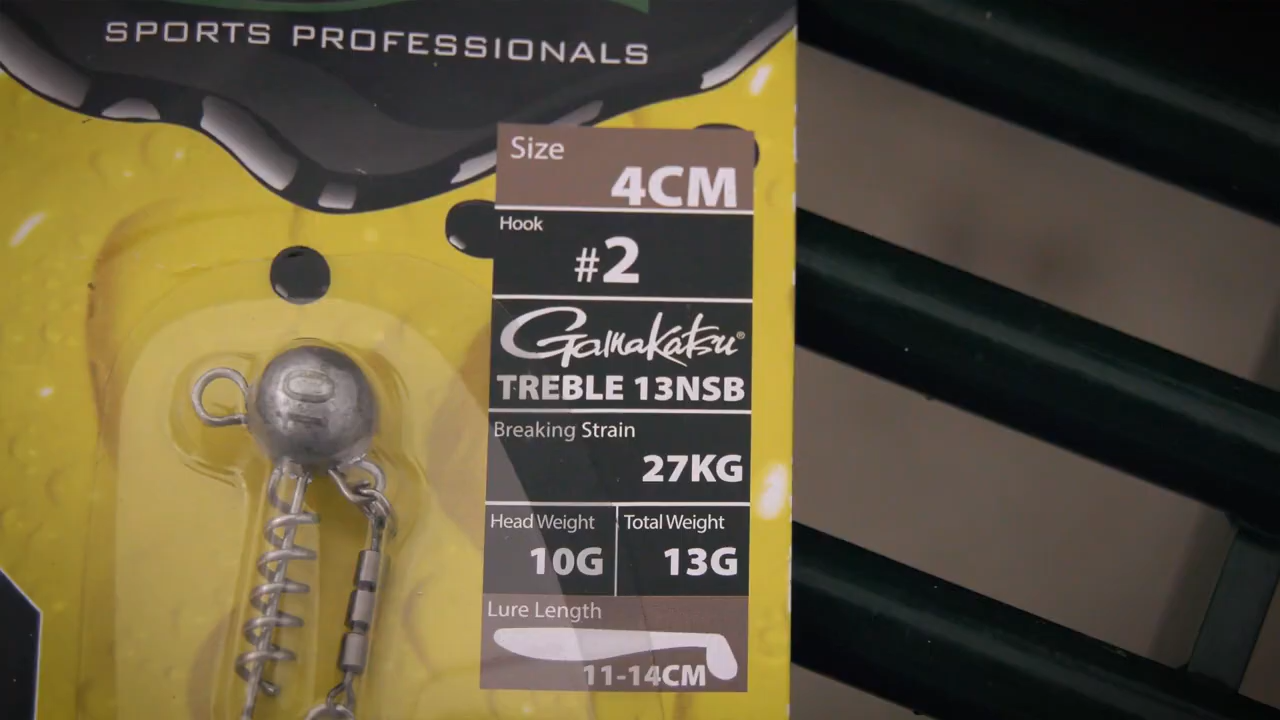 SPORTS PROFESSIONALS
Size
4CM
Hook
#2
Gamakatsu®
TREBLE 13NSB
Breaking Strain
27KG
Head Weight
10G
Total Weight
13G
Lure Length
11-14CM
10